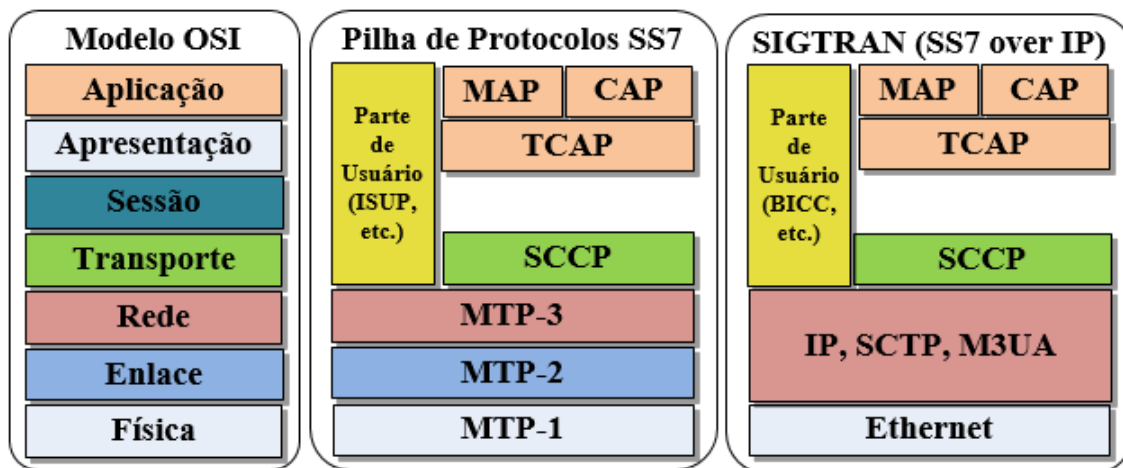 Modelo OSI
Aplicação
Apresentação
Sessão
Transporte
Rede
Enlace
Física
Pilha de Protocolos SS7
Parte
de
Usuário
(ISUP,
etc.)
MAP
CAP
TCAP
SCCP
MTP-3
MTP-2
MTP-1
SIGTRAN (SS7 over IP)
Parte
de
Usuário
(BICC,
etc.)
MAP
CAP
TCAP
SCCP
IP, SCTP, M3UA
Ethernet